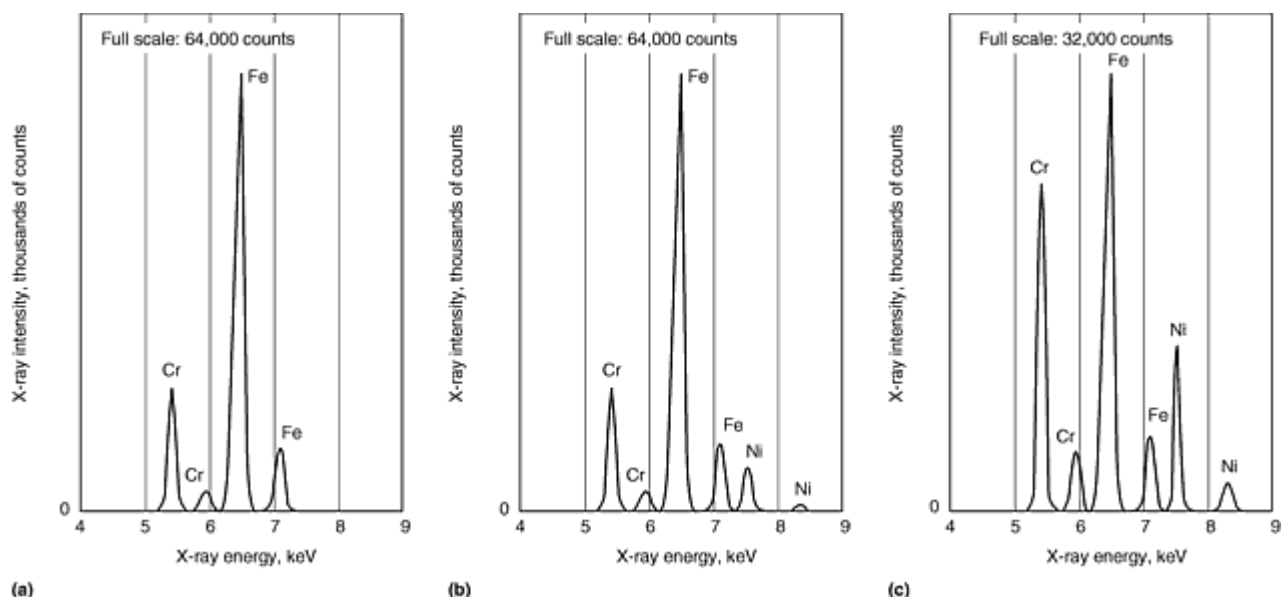 Full scale: 64,000 counts
Fe
Cr
Cr
Fe
X-ray intensity, thousands of counts
0
4 5 6 7 8 9
X-ray energy, keV
(a)
Full scale: 64,000 counts
Fe
Cr
Cr
Fe
Ni
Ni
X-ray intensity, thousands of counts
0
4 5 6 7 8 9
X-ray energy, keV
(b)
Full scale: 32,000 counts
Fe
Cr
Ni
Cr
Fe
Ni
X-ray intensity, thousands of counts
0
4 5 6 7 8 9
X-ray energy, keV
(c)